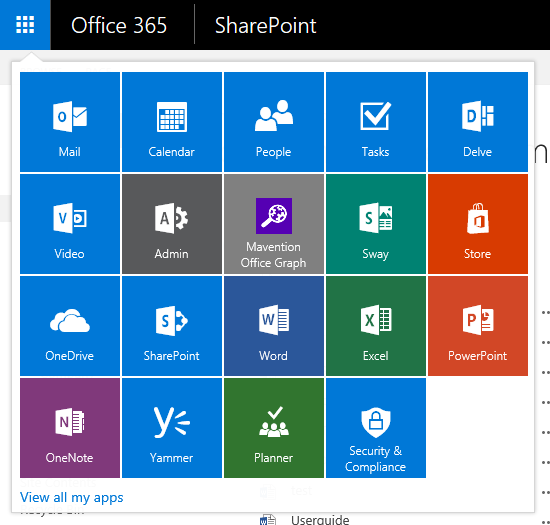 Office 365 SharePoint
Mail Calendar People Tasks Delve
Video Admin Mavention
Office Graph Sway Store
OneDrive SharePoint Word Excel PowerPoint
OneNote Yammer Planner Security &
Compliance
View all my apps
Userguide